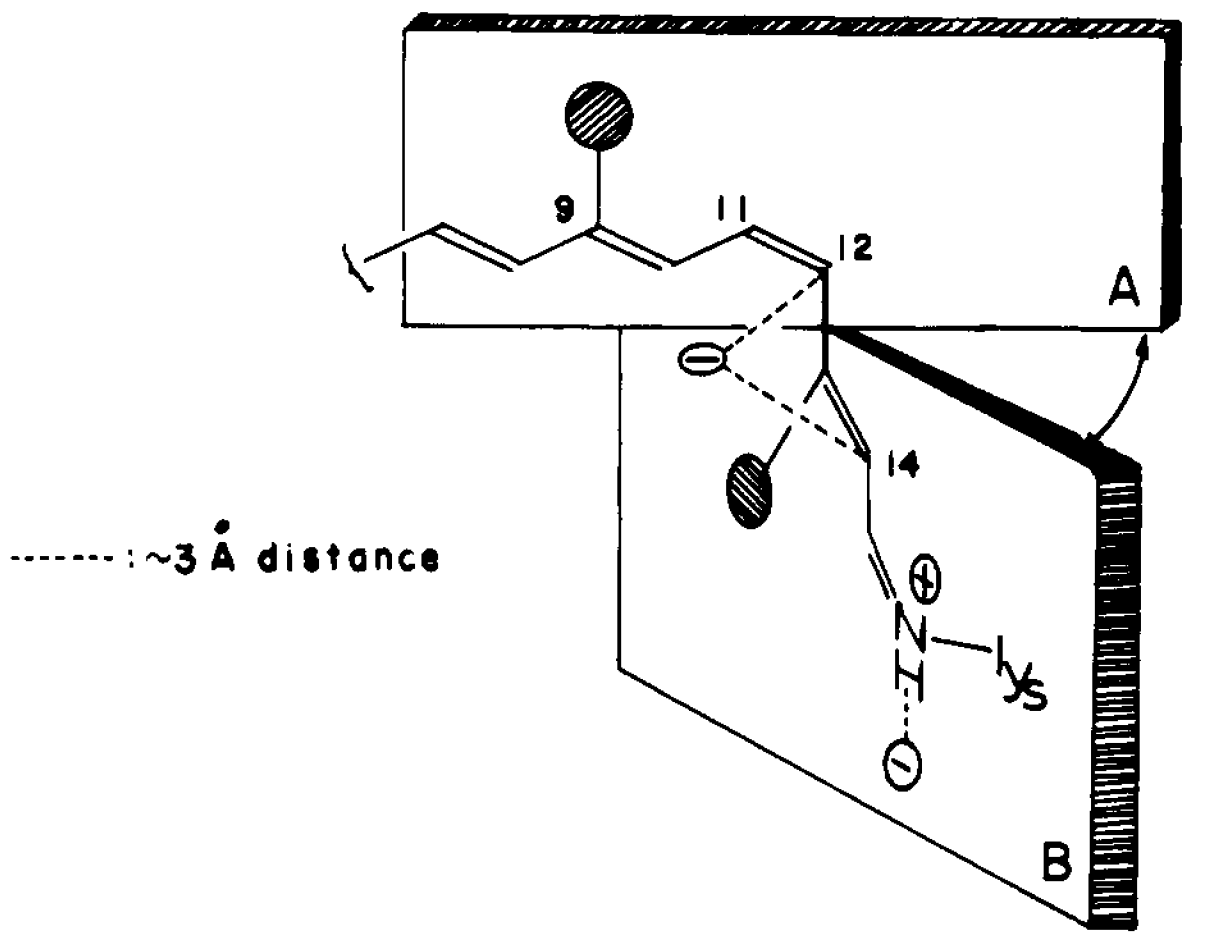 9
11
12
A
14
-------: ~3 Å distance
⊕
N
H
lys
B